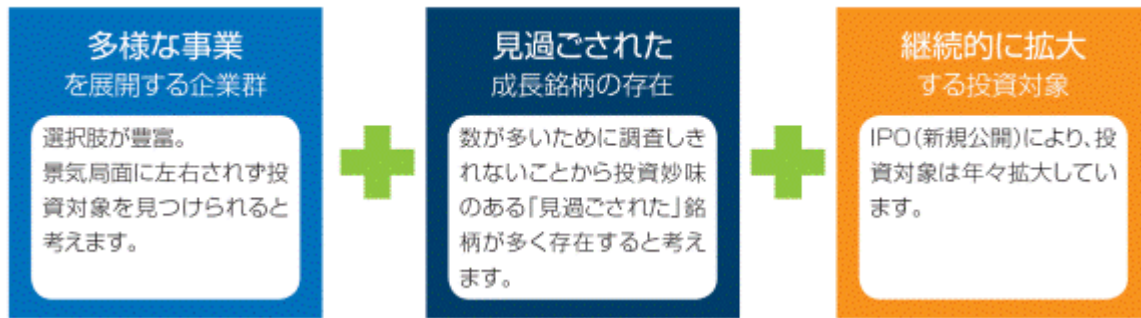 多様な事業
を展開する企業群
選択肢が豊富。
景気局面に左右されず投
資対象を見つけられると
考えます。
見過ごされた
成長銘柄の存在
数が多いために調査しき
れないことから投資妙味
のある「見過ごされた」銘
柄が多く存在すると考え
ます。
継続的に拡大
する投資対象
IPO(新規公開)により、投
資対象は年々拡大してい
ます。